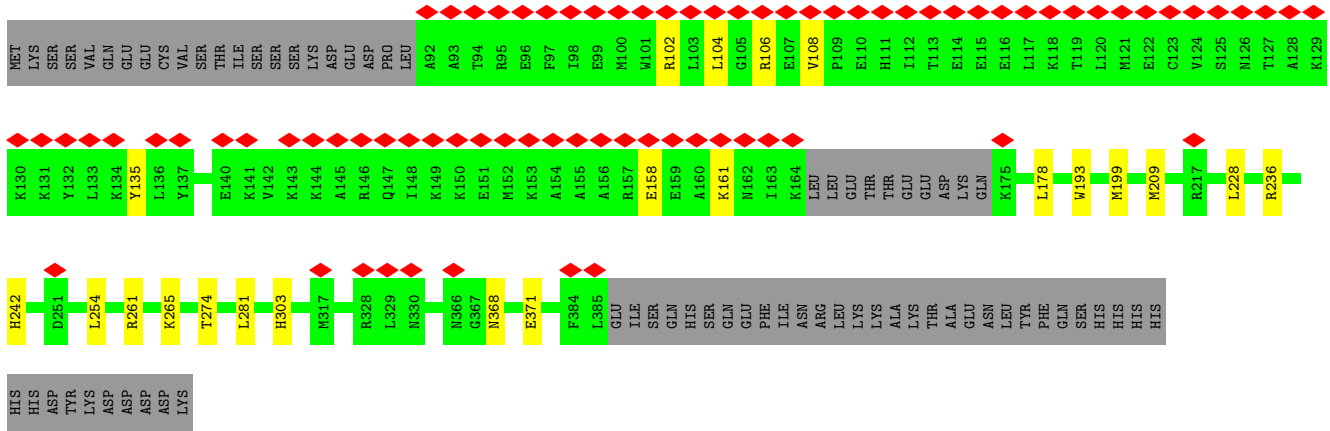 MET LYS SER SER VAL GLN GLU GLU CYS VAL SER THR ILE SER SER SER LYS ASP GLU ASP PRO LEU A92 A93 T94 R95 E96 F97 I98 E99 M100 W101 R102 L103 L104 G105 R106 E107 V108 P109 E110 H111 I112 T113 E114 E115 E116 L117 K118 T119 L120 M121 E122 C123 V124 S125 N126 T127 A128 K129
K130 K131 Y132 L133 K134 Y135 L136 Y137 E140 K141 V142 K143 K144 A145 R146 Q147 I148 K149 K150 E151 M152 K153 A154 A155 A156 R157 E158 E159 A160 K161 N162 I163 K164 LEU LEU GLU THR THR GLU GLU ASP LYS GLN K175 L178 W193 M199 M209 R217 L228 R236
H242 D251 L254 R261 K265 T274 L281 H303 M317 R328 L329 N330 N366 G367 N368 E371 F384 L385 GLU ILE SER GLN HIS SER GLN GLU PHE ILE ASN ARG LEU LYS LYS ALA LYS THR ALA GLU ASN LEU TYR PHE GLN SER HIS HIS HIS HIS
HIS HIS ASP TYR LYS ASP ASP ASP ASP LYS